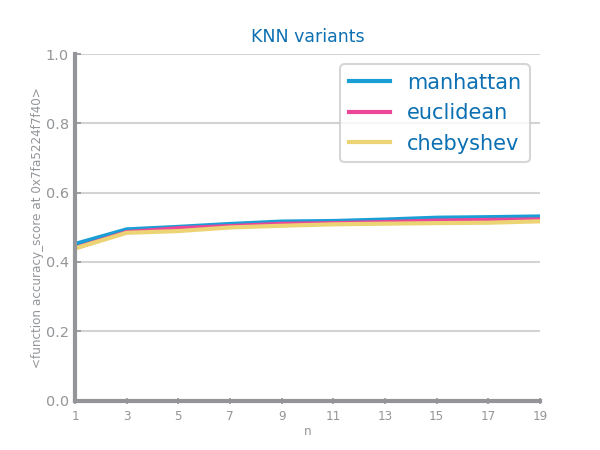 KNN variants
<function accuracy_score at 0x7fa5224f7f40>
1.0
0.8
0.6
0.4
0.2
0.0
manhattan
euclidean
chebyshev
1 3 5 7 9 11 13 15 17 19
n